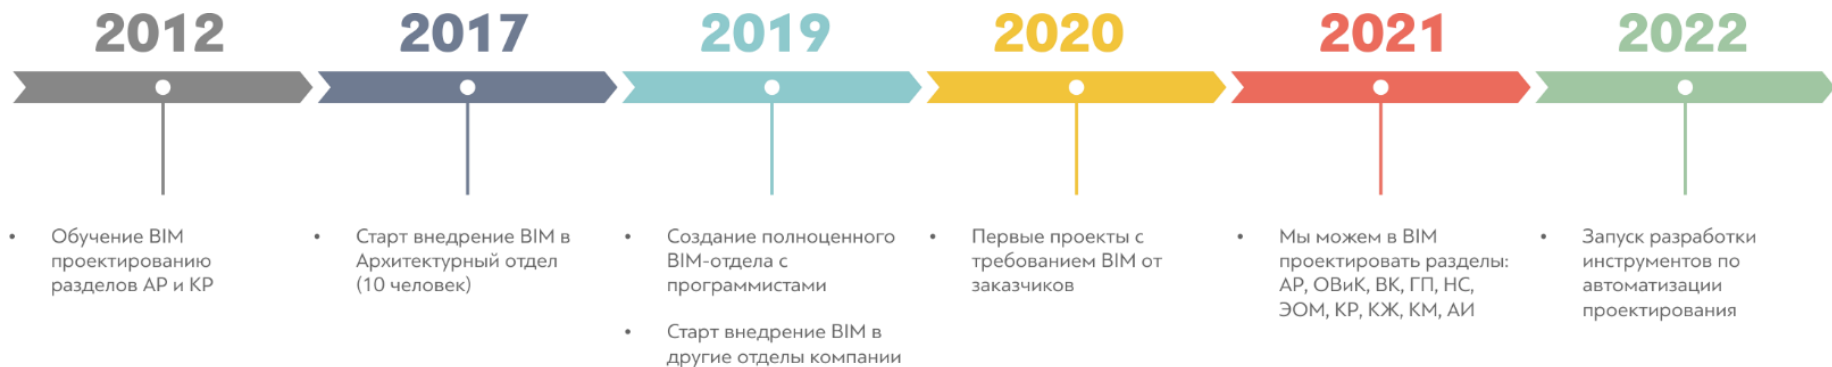 2012
2017
2019
2020
2021
2022
• Обучение BIM
проектированию
разделов АР и КР
• Старт внедрение BIM в
Архитектурный отдел
(10 человек)
• Создание полноценного
BIM-отдела с
программистами
• Старт внедрение BIM в
другие отделы компании
• Первые проекты с
требованием BIM от
заказчиков
• Мы можем в BIM
проектировать разделы:
АР, ОВиК, ВК, ГП, НС,
ЭОМ, КР, КЖ, КМ, АИ
• Запуск разработки
инструментов по
автоматизации
проектирования